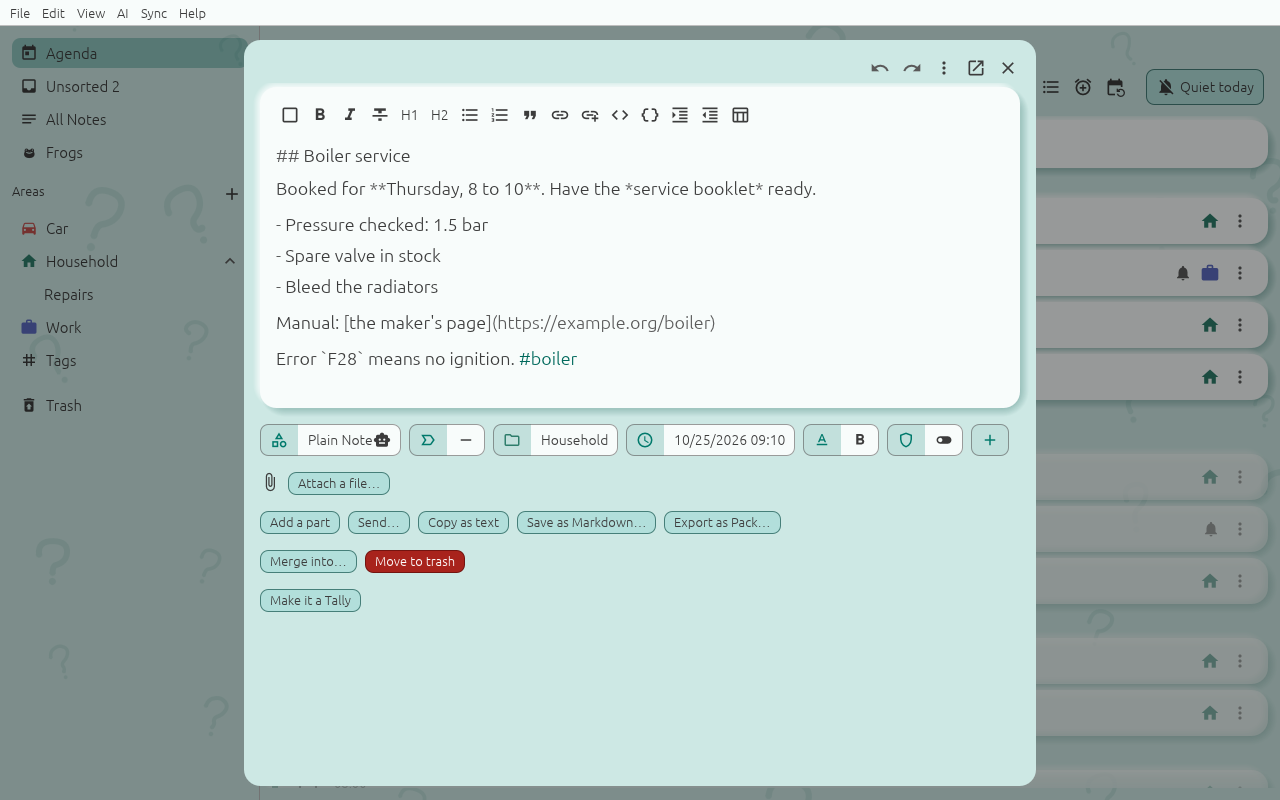 File Edit View AI Sync Help
Agenda
Unsorted 2
All Notes
Frogs
Areas
Car
Household
Repairs
Work
Tags
Trash
Quiet today
H1 H2
## Boiler service
Booked for **Thursday, 8 to 10**. Have the *service booklet* ready.
- Pressure checked: 1.5 bar
- Spare valve in stock
- Bleed the radiators
Manual: [the maker's page](https://example.org/boiler)
Error `F28` means no ignition. #boiler
Plain Note
Household
10/25/2026 09:10
Attach a file…
Add a part Send… Copy as text Save as Markdown… Export as Pack…
Merge into… Move to trash
Make it a Tally